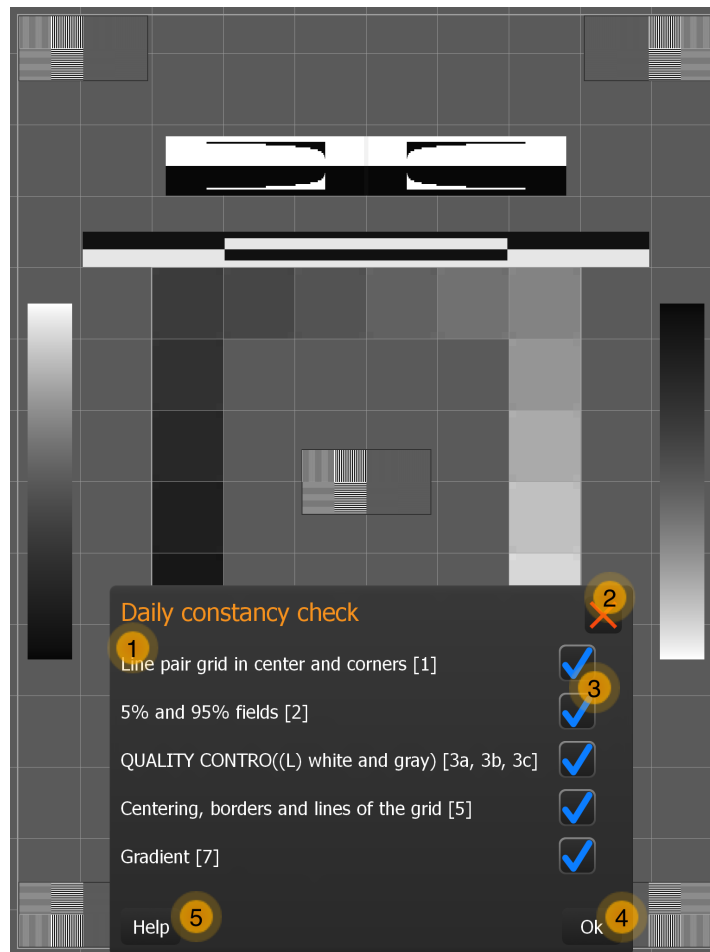 Daily constancy check
2
1
Line pair grid in center and corners [1]
3
5% and 95% fields [2]
QUALITY CONTRO((L) white and gray) [3a, 3b, 3c]
Centering, borders and lines of the grid [5]
Gradient [7]
Help
5
Ok
4